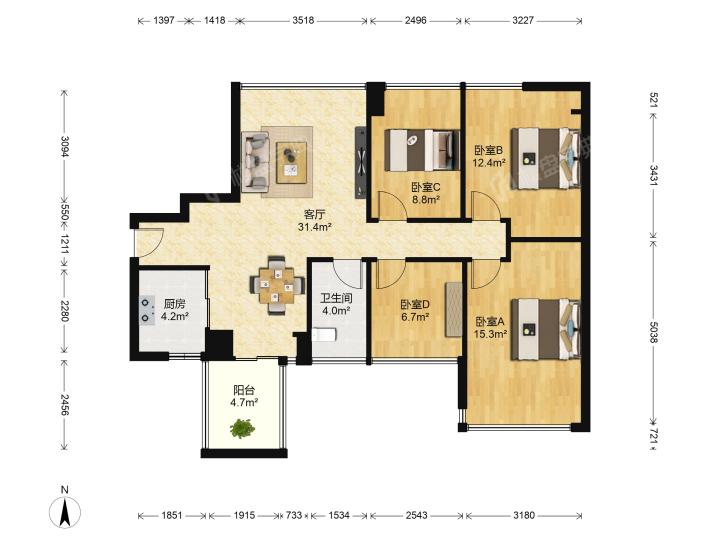 1397 1418 3518 2496 3227
521
3094
3431
550
1211
2280
5038
2456
721
卧室B
12.4m²
卧室C
8.8m²
客厅
31.4m²
厨房
4.2m²
卫生间
4.0m²
卧室D
6.7m²
卧室A
15.3m²
阳台
4.7m²
N
1851 1915 733 1534 2543 3180